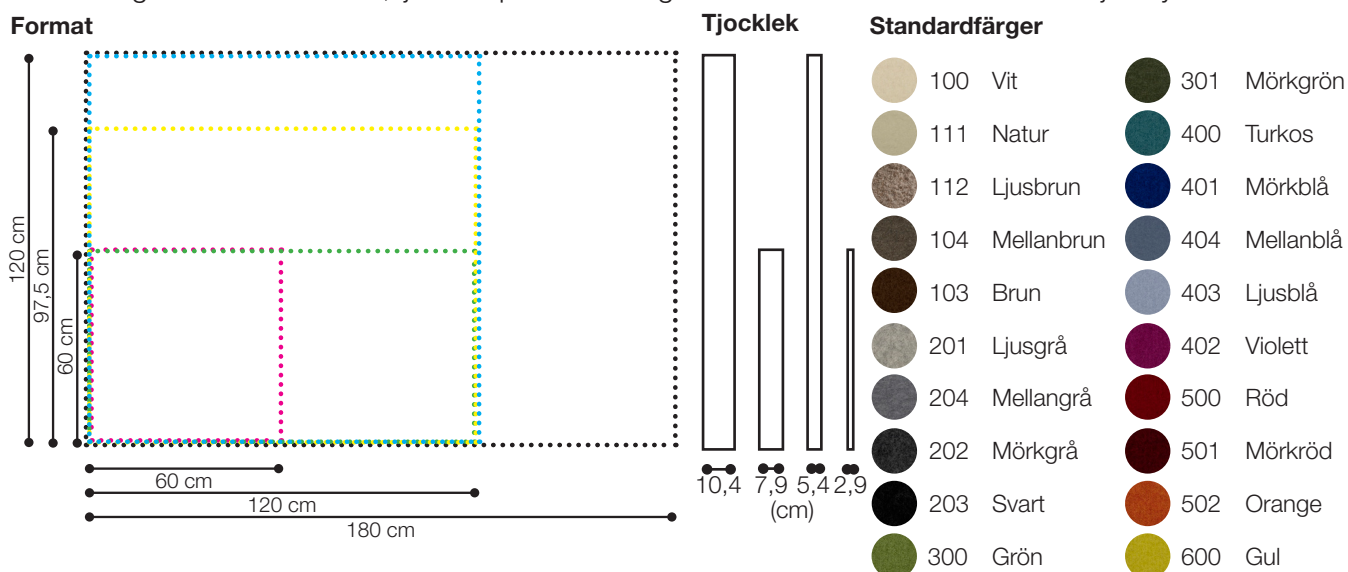 Format
120 cm
97,5 cm
60 cm
60 cm
120 cm
180 cm
Tjocklek
10,4 7,9 5,4 2,9
(cm)
Standardfärger
100 Vit
111 Natur
112 Ljusbrun
104 Mellanbrun
103 Brun
201 Ljusgrå
204 Mellangrå
202 Mörkgrå
203 Svart
300 Grön
301 Mörkgrön
400 Turkos
401 Mörkblå
404 Mellanblå
403 Ljusblå
402 Violett
500 Röd
501 Mörkröd
502 Orange
600 Gul